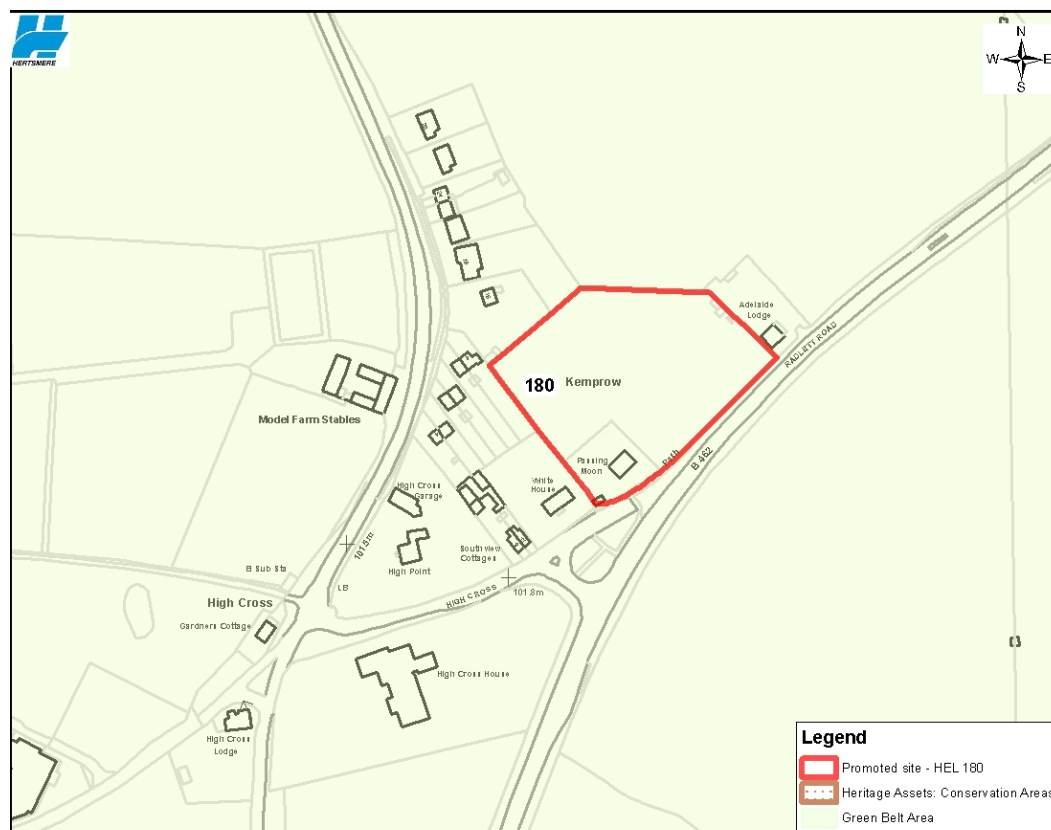 HERTSMERE
N
W E
S
Adelaide
Lodge
RADLETT ROAD
180 Kemprow
Model Farm Stables
Passing
Moon
Path
B 462
White
House
High Cross
Garage
Southview
Cottages
High Point
101.9m
101.8m
El Sub Sta
LB
HIGH CROSS
High Cross
Gardners Cottage
High Cross House
High Cross
Lodge
Legend
Promoted site - HEL 180
Heritage Assets: Conservation Areas
Green Belt Area